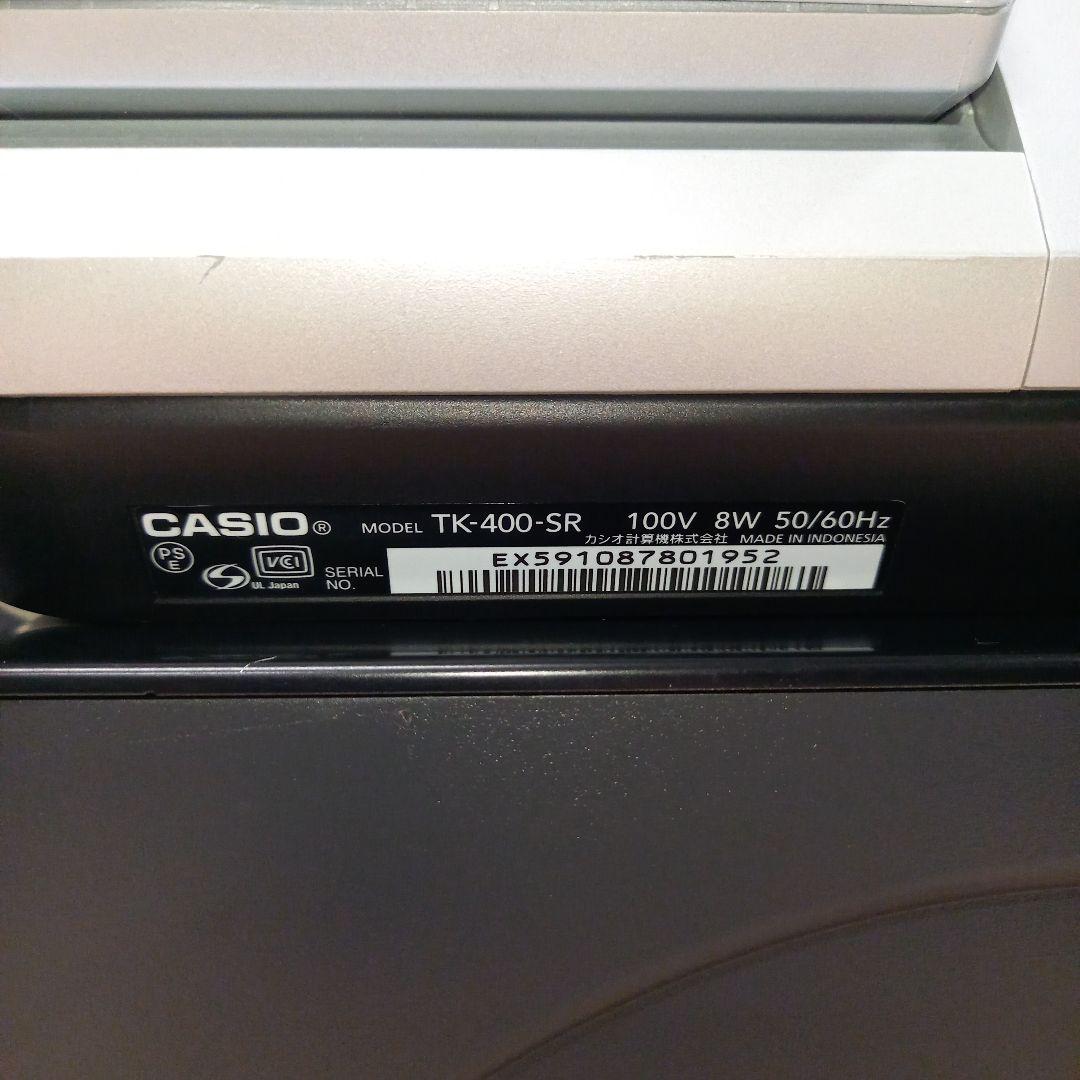 CASIO® MODEL TK-400-SR 100V 8W 50/60Hz
カシオ計算機株式会社 MADE IN INDONESIA
PS
E
VCI
UL Japan
SERIAL
NO.
EX591087801952